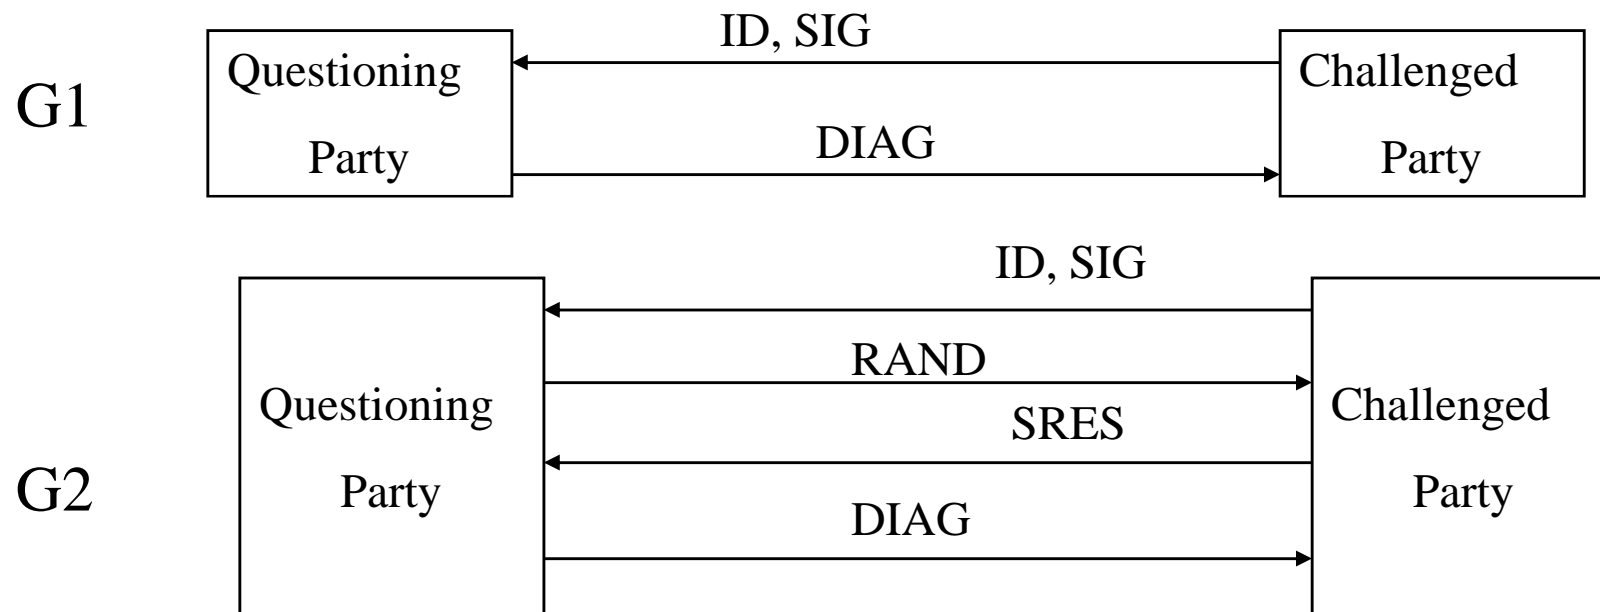 G1
ID, SIG
Questioning
Party
DIAG
Challenged
Party
G2
ID, SIG
Questioning
Party
RAND
SRES
DIAG
Challenged
Party